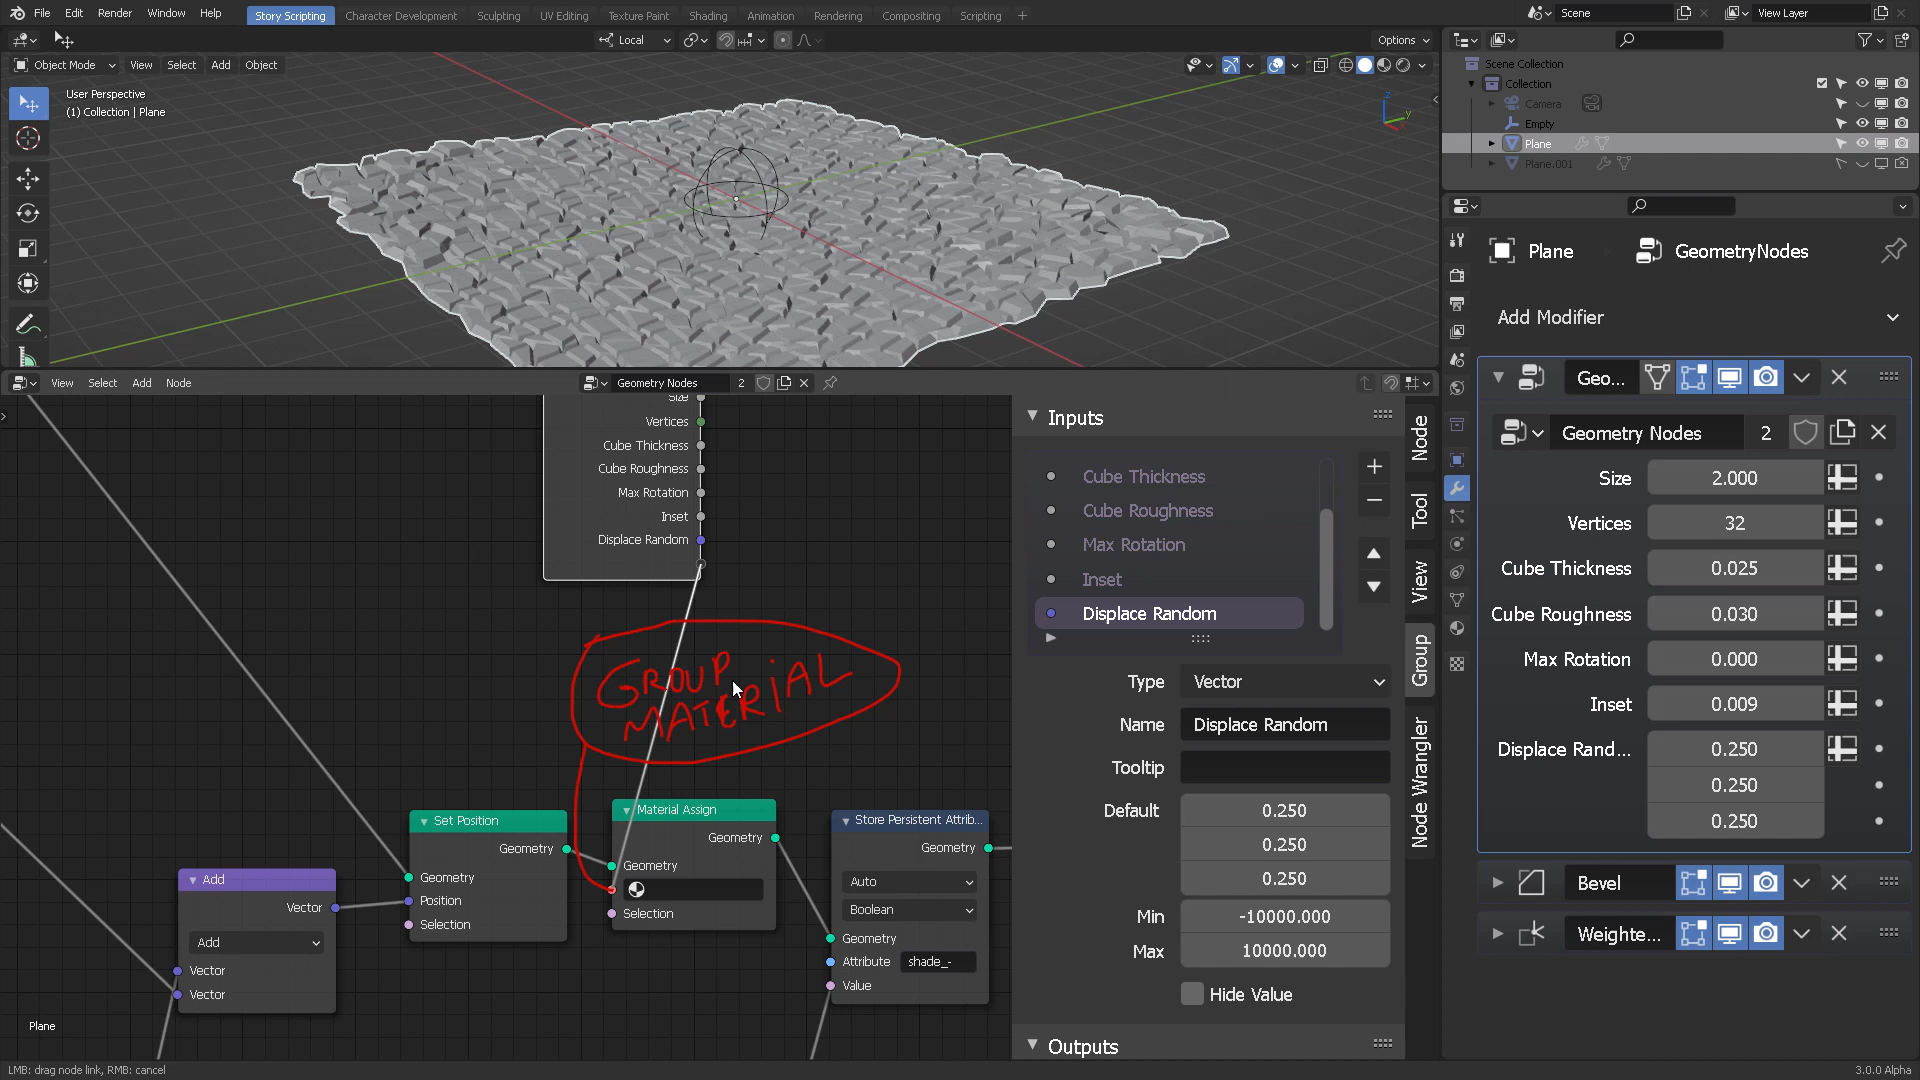 File Edit Render Window Help Story Scripting Character Development Sculpting UV Editing Texture Paint Shading Animation Rendering Compositing Scripting + Scene View Layer
Local Options
Object Mode View Select Add Object
User Perspective
(1) Collection | Plane
Z
Y
X
Scene Collection
Collection
Camera
Empty
Plane
Plane.001
Plane GeometryNodes
Add Modifier
Geo...
Geometry Nodes 2
Size 2.000
Vertices 32
Cube Thickness 0.025
Cube Roughness 0.030
Max Rotation 0.000
Inset 0.009
Displace Rand... 0.250
0.250
0.250
Bevel
Weighte...
View Select Add Node Geometry Nodes 2
Size
Vertices
Cube Thickness
Cube Roughness
Max Rotation
Inset
Displace Random
GROUP
MATERIAL
Set Position
Geometry
Geometry
Position
Selection
Material Assign
Geometry
Geometry
Selection
Store Persistent Attrib...
Geometry
Auto
Boolean
Geometry
Attribute shade_-
Value
Add
Vector
Add
Vector
Vector
Plane
Inputs
Cube Thickness
Cube Roughness
Max Rotation
Inset
Displace Random
Type Vector
Name Displace Random
Tooltip
Default 0.250
0.250
0.250
Min -10000.000
Max 10000.000
Hide Value
Outputs
Node
Tool
View
Group
Node Wrangler
LMB: drag node link, RMB: cancel
3.0.0 Alpha